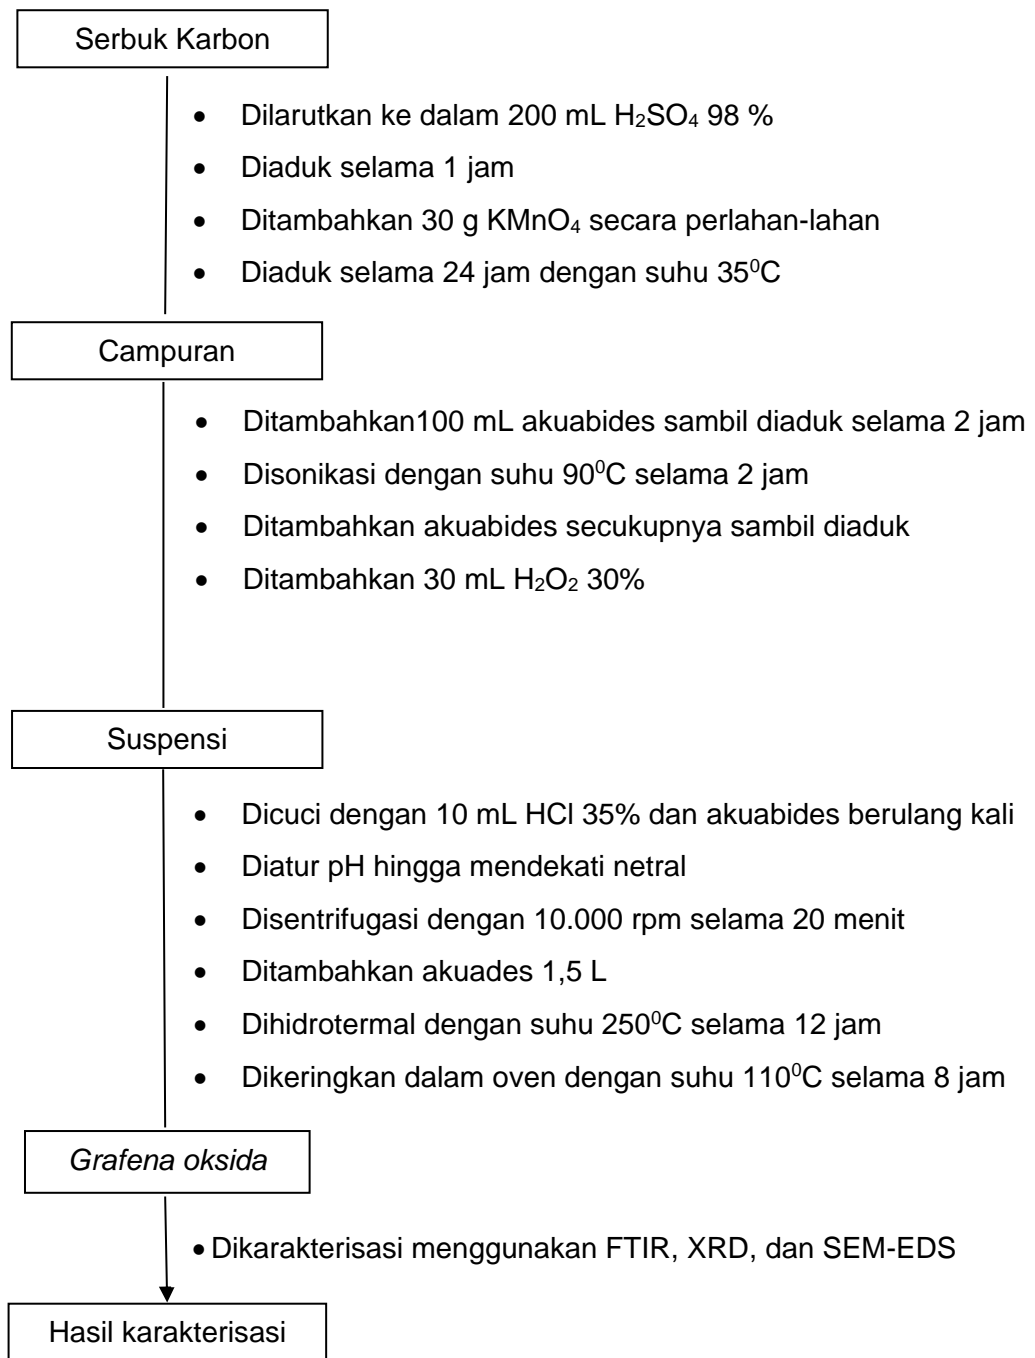 Serbuk Karbon
• Dilarutkan ke dalam 200 mL H₂SO₄ 98 %
• Diaduk selama 1 jam
• Ditambahkan 30 g KMnO₄ secara perlahan-lahan
• Diaduk selama 24 jam dengan suhu 35⁰C
Campuran
• Ditambahkan100 mL akuabides sambil diaduk selama 2 jam
• Disonikasi dengan suhu 90⁰C selama 2 jam
• Ditambahkan akuabides secukupnya sambil diaduk
• Ditambahkan 30 mL H₂O₂ 30%
Suspensi
• Dicuci dengan 10 mL HCl 35% dan akuabides berulang kali
• Diatur pH hingga mendekati netral
• Disentrifugasi dengan 10.000 rpm selama 20 menit
• Ditambahkan akuades 1,5 L
• Dihidrotermal dengan suhu 250⁰C selama 12 jam
• Dikeringkan dalam oven dengan suhu 110⁰C selama 8 jam
Grafena oksida
• Dikarakterisasi menggunakan FTIR, XRD, dan SEM-EDS
Hasil karakterisasi